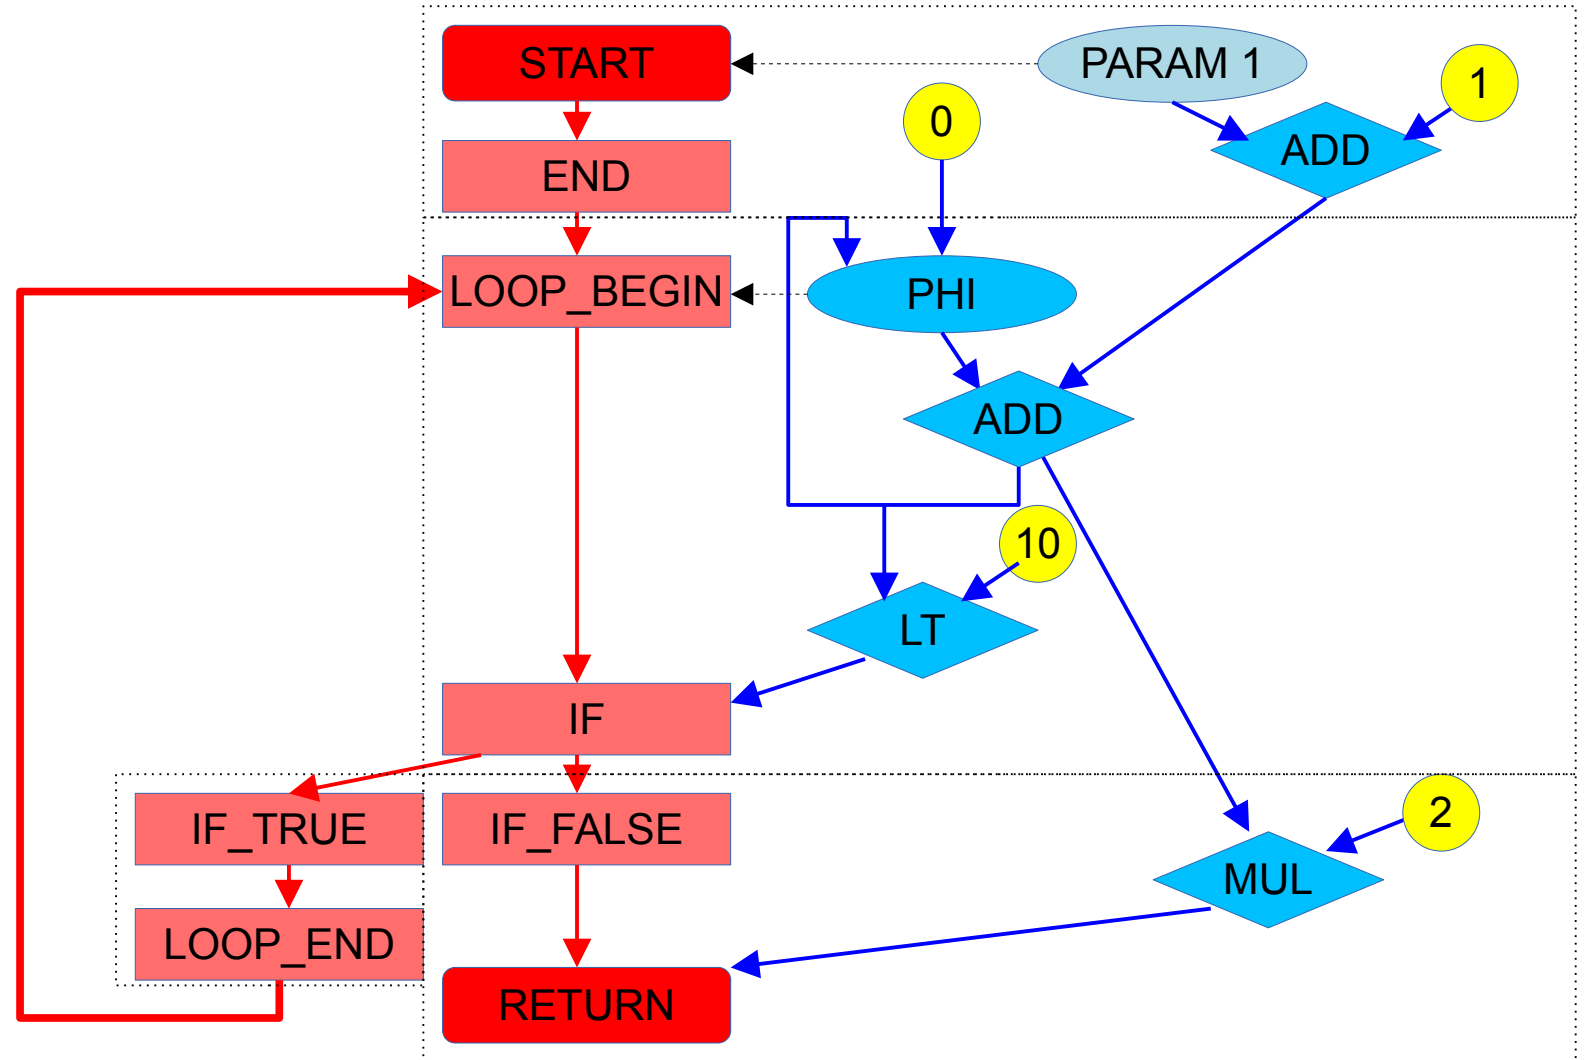 START
PARAM 1
1
0
ADD
END
LOOP_BEGIN
PHI
ADD
10
LT
IF
IF_TRUE
IF_FALSE
2
MUL
LOOP_END
RETURN